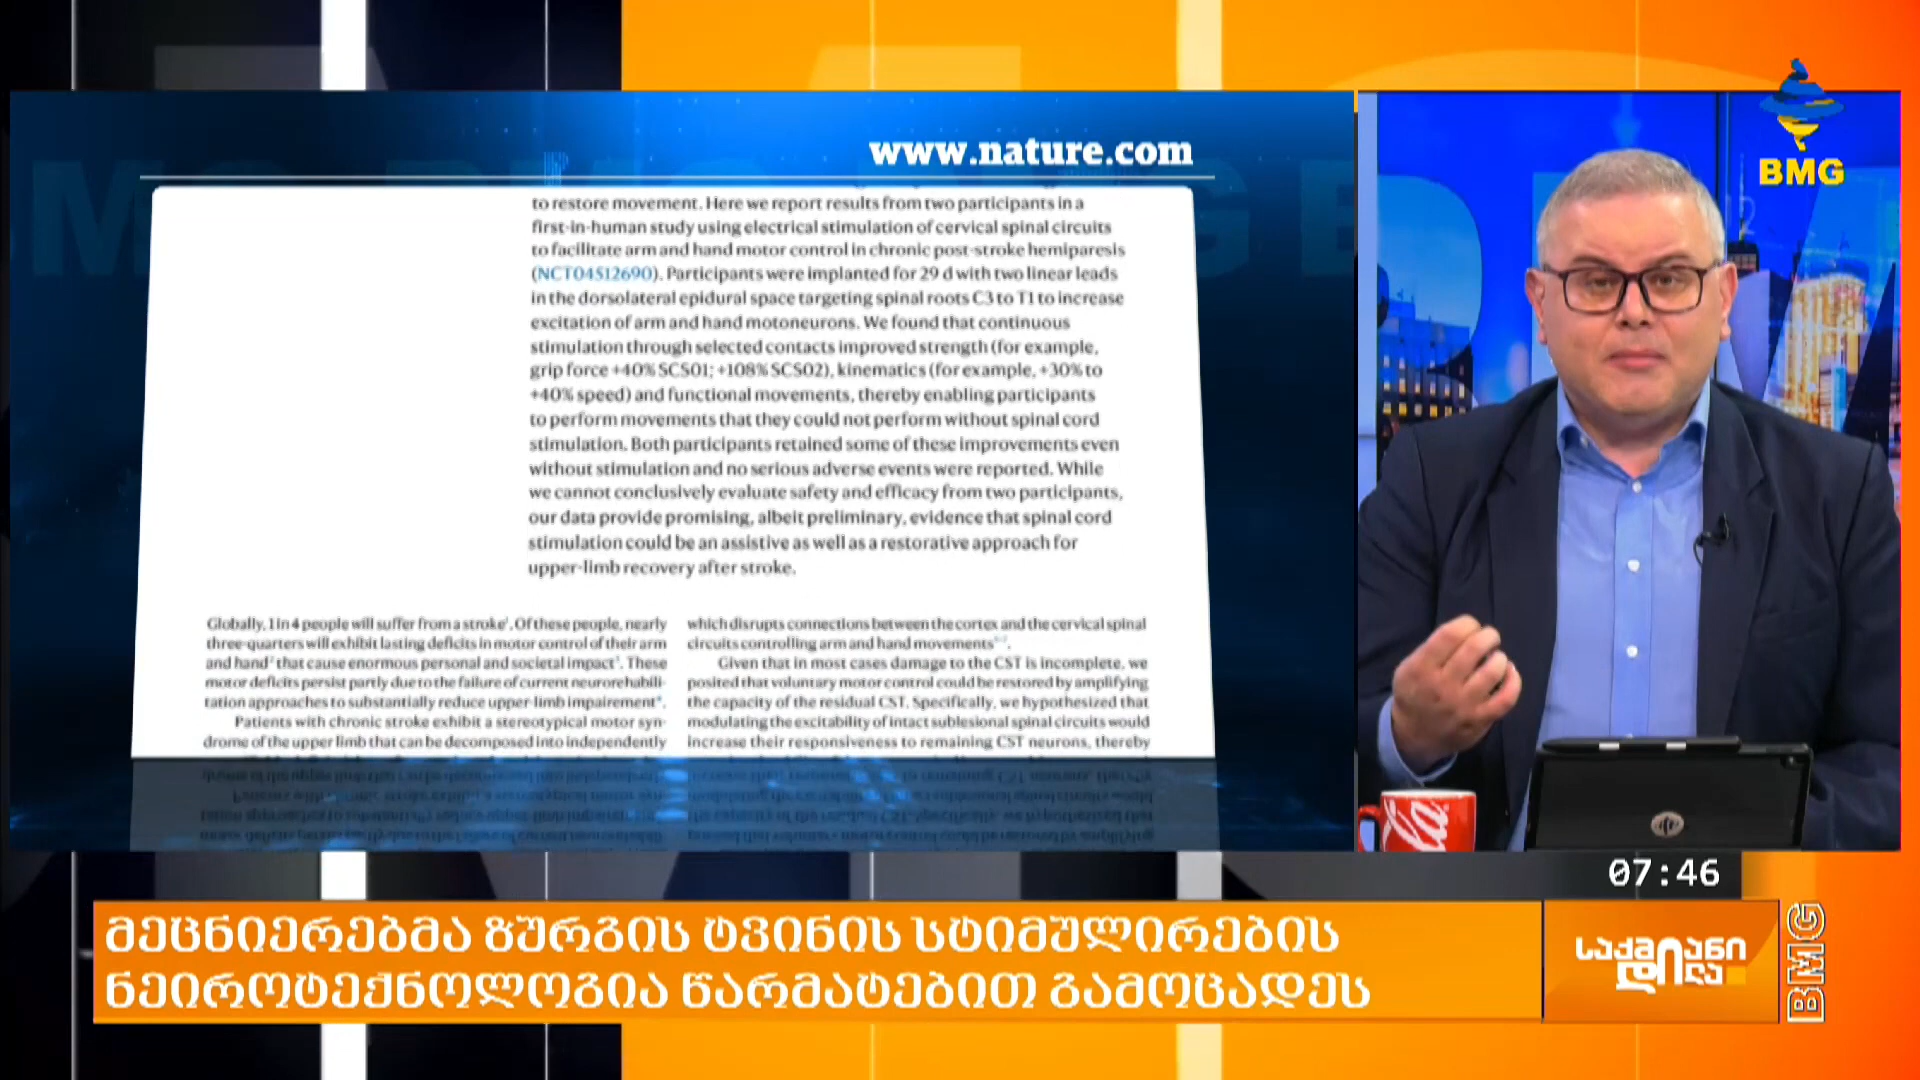 www.nature.com
BMG
to restore movement. Here we report results from two participants in a
first-in-human study using electrical stimulation of cervical spinal circuits
to facilitate arm and hand motor control in chronic post-stroke hemiparesis
(NCT04512690). Participants were implanted for 29 d with two linear leads
in the dorsolateral epidural space targeting spinal roots C3 to T1 to increase
excitation of arm and hand motoneurons. We found that continuous
stimulation through selected contacts improved strength (for example,
grip force +40% SCS01; +108% SCS02), kinematics (for example, +30% to
+40% speed) and functional movements, thereby enabling participants
to perform movements that they could not perform without spinal cord
stimulation. Both participants retained some of these improvements even
without stimulation and no serious adverse events were reported. While
we cannot conclusively evaluate safety and efficacy from two participants,
our data provide promising, albeit preliminary, evidence that spinal cord
stimulation could be an assistive as well as a restorative approach for
upper-limb recovery after stroke.
Globally, 1 in 4 people will suffer from a stroke¹. Of these people, nearly
three-quarters will exhibit lasting deficits in motor control of their arm
and hand² that cause enormous personal and societal impact³. These
motor deficits persist partly due to the failure of current neurorehabili-
tation approaches to substantially reduce upper-limb impairment⁴.
Patients with chronic stroke exhibit a stereotypical motor syn-
drome of the upper limb that can be decomposed into independently
which disrupts connections between the cortex and the cervical spinal
circuits controlling arm and hand movements
Given that in most cases damage to the CST is incomplete, we
posited that voluntary motor control could be restored by amplifying
the capacity of the residual CST. Specifically, we hypothesized that
modulating the excitability of intact sublesional spinal circuits would
increase their responsiveness to remaining CST neurons, thereby
07:46
მეცნიერებმა ზურგის ტვინის სტიმულირების
ნეიროტექნოლოგია წარმატებით გამოცადეს
საქმიანი
დილა
BMG